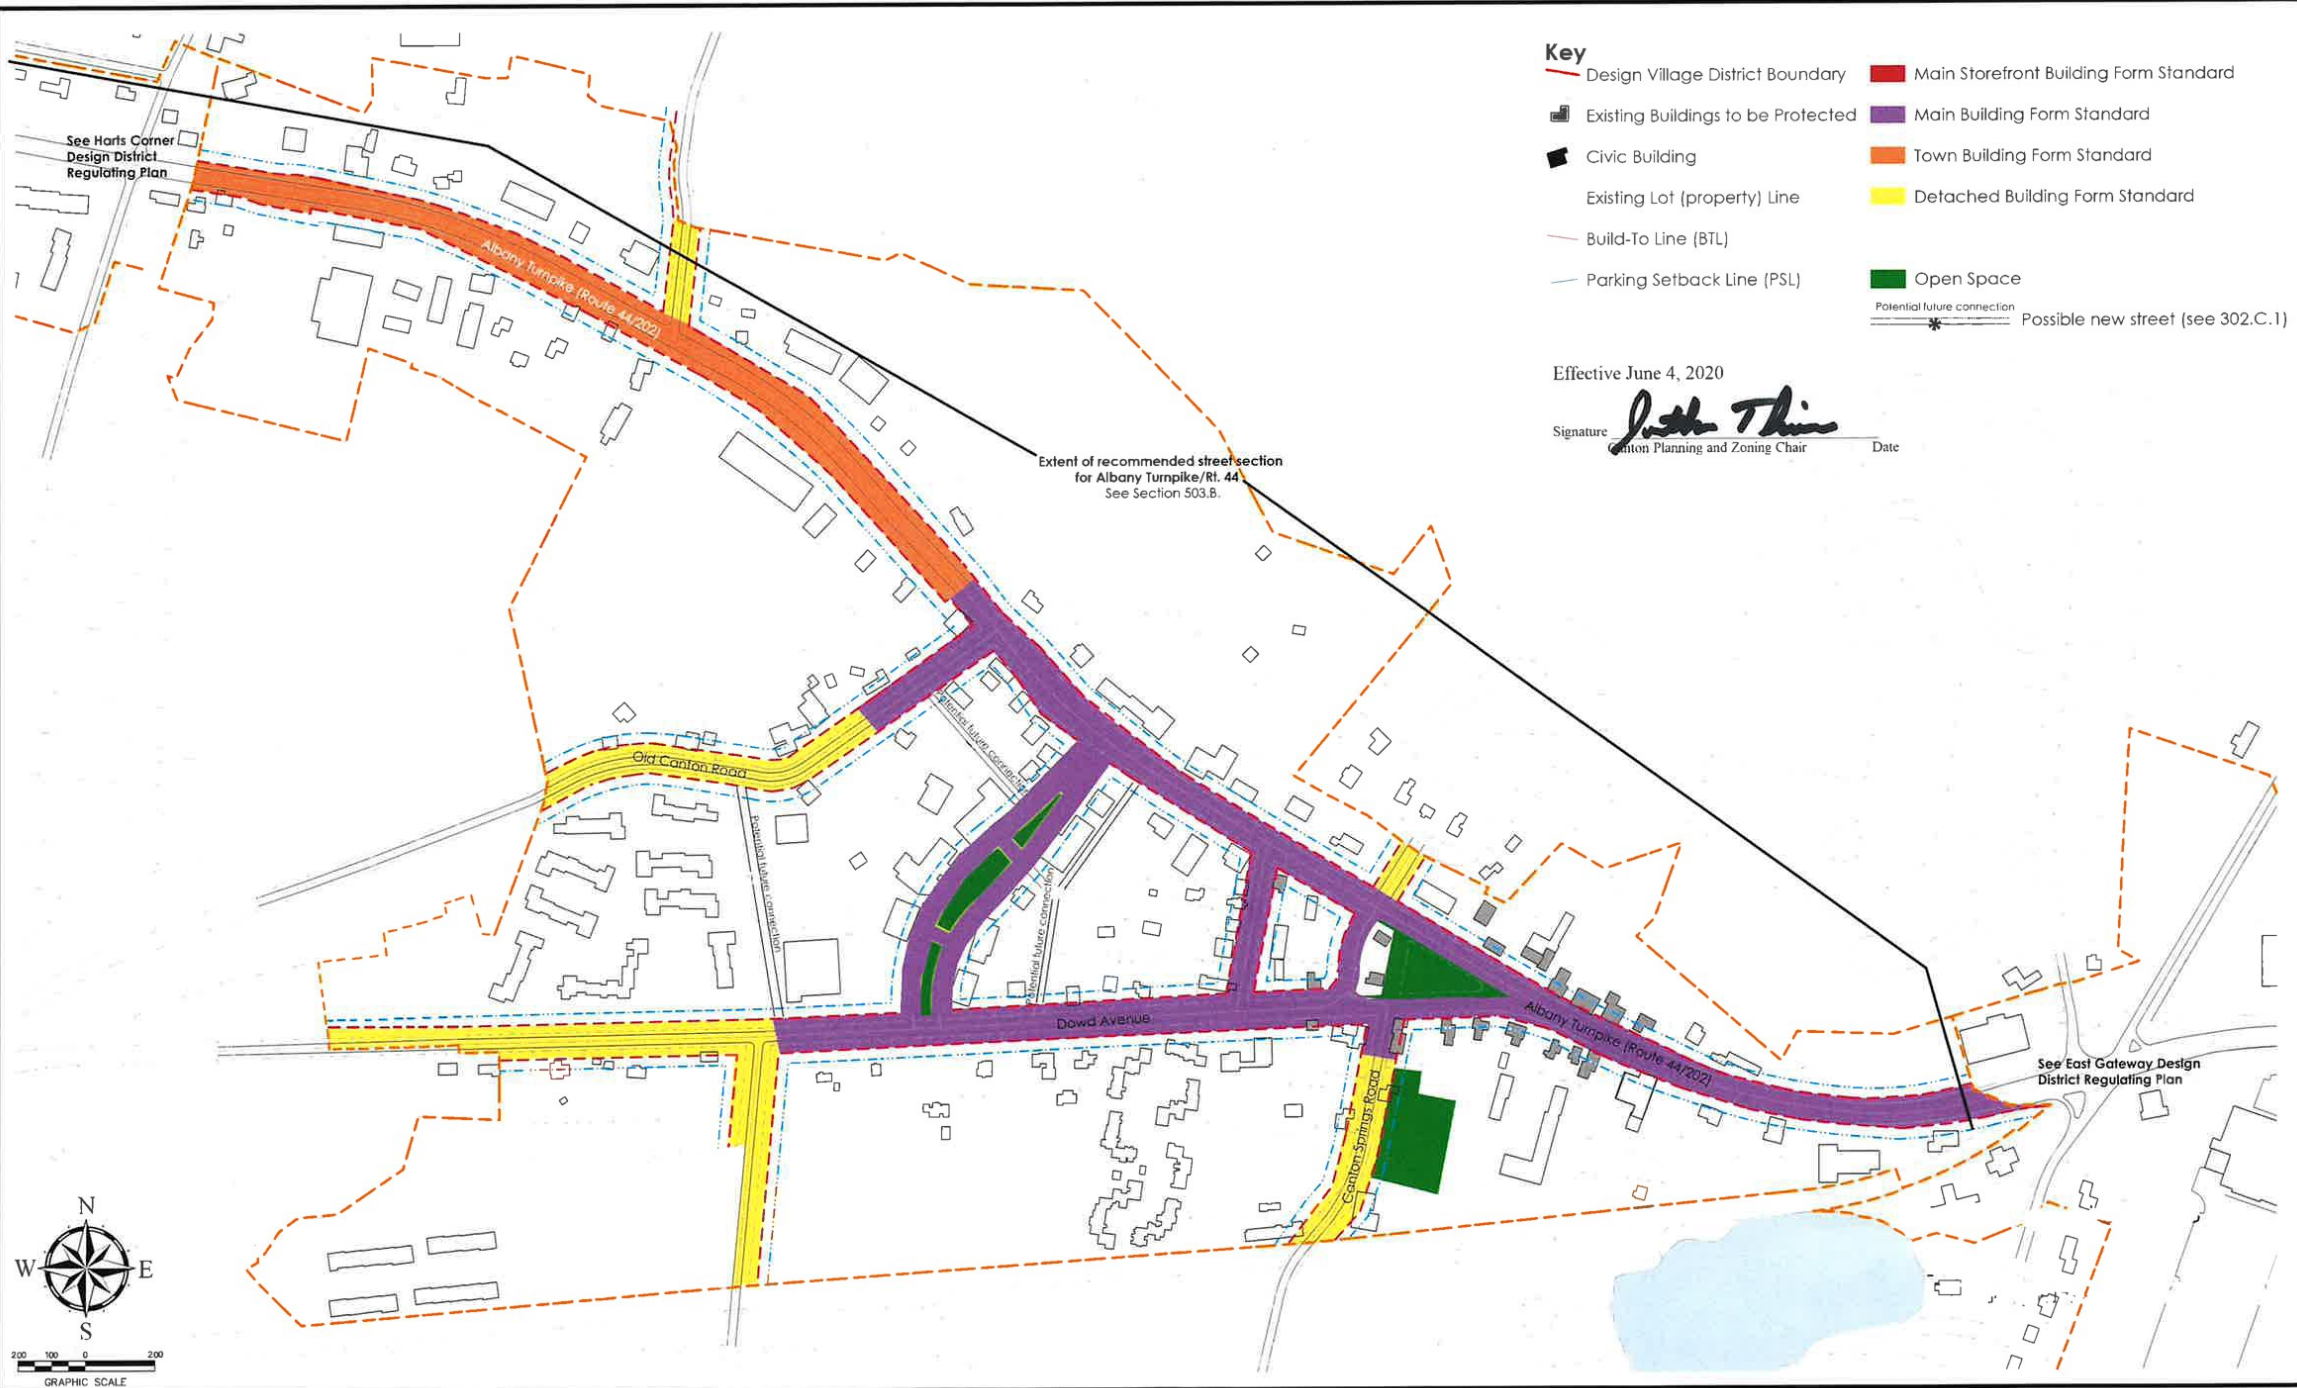 Key
Design Village District Boundary
Existing Buildings to be Protected
Civic Building
Existing Lot (property) Line
Build-To Line (BTL)
Parking Setback Line (PSL)
Main Storefront Building Form Standard
Main Building Form Standard
Town Building Form Standard
Detached Building Form Standard
Open Space
Potential future connection
Possible new street (see 302.C.1)
Effective June 4, 2020
Signature
Canton Planning and Zoning Chair
Date
See Harts Corner
Design District
Regulating Plan
Albany Turnpike (Route 44/202)
Extent of recommended street section
for Albany Turnpike/Rt. 44
See Section 503.B.
Old Canton Road
Potential future connection
Potential future connection
Potential future connection
Dowd Avenue
Albany Turnpike (Route 44/202)
Canton Springs Road
See East Gateway Design
District Regulating Plan
N
W
E
S
200 100 0 200
GRAPHIC SCALE